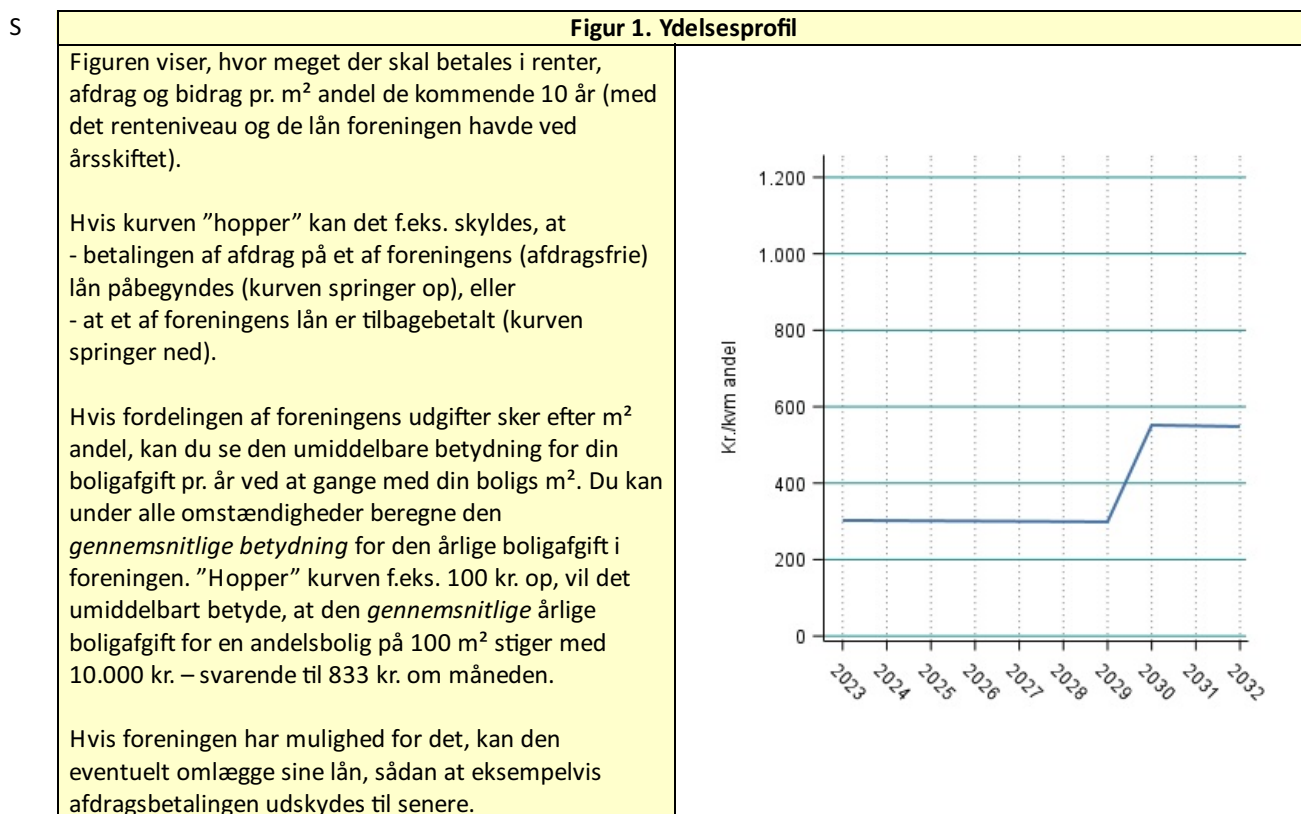 S
Figur 1. Ydelsesprofil
Figuren viser, hvor meget der skal betales i renter,
afdrag og bidrag pr. m² andel de kommende 10 år (med
det renteniveau og de lån foreningen havde ved
årsskiftet).
Hvis kurven ”hopper” kan det f.eks. skyldes, at
- betalingen af afdrag på et af foreningens (afdragsfrie)
lån påbegyndes (kurven springer op), eller
- at et af foreningens lån er tilbagebetalt (kurven
springer ned).
Hvis fordelingen af foreningens udgifter sker efter m²
andel, kan du se den umiddelbare betydning for din
boligafgift pr. år ved at gange med din boligs m². Du kan
under alle omstændigheder beregne den
gennemsnitlige betydning for den årlige boligafgift i
foreningen. ”Hopper” kurven f.eks. 100 kr. op, vil det
umiddelbart betyde, at den gennemsnitlige årlige
boligafgift for en andelsbolig på 100 m² stiger med
10.000 kr. – svarende til 833 kr. om måneden.
Hvis foreningen har mulighed for det, kan den
eventuelt omlægge sine lån, sådan at eksempelvis
afdragsbetalingen udskydes til senere.
Kr./kvm andel
1.200
1.000
800
600
400
200
0
2023
2024
2025
2026
2027
2028
2029
2030
2031
2032